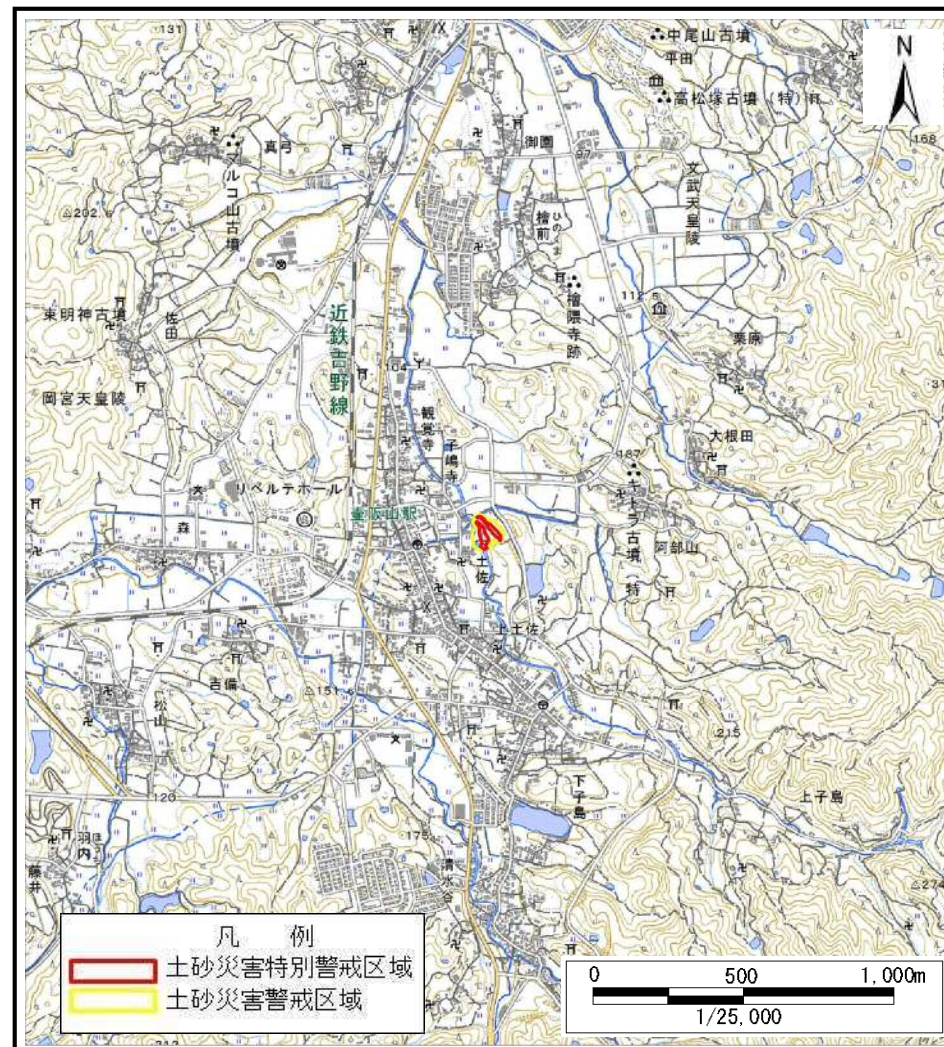 131
中尾山古墳
平田
高松塚古墳(特)
N
168
御園
97
真弓
マルコ山古墳
文武天皇陵
202.6
檜前
ひのくま
檜隈寺跡
112.5
束明神古墳
佐田
近鉄吉野線
栗原
岡宮天皇陵
104
観覚寺
子嶋寺
大根田
187
キトラ古墳(特)
リベルテホール
壺阪山駅
森
阿部山
土佐
上土佐
吉備
151.6
松山
215
下子島
上子島
120
羽内
藤井
175
清水谷
274
凡 例
土砂災害特別警戒区域
土砂災害警戒区域
0 500 1,000m
1/25,000